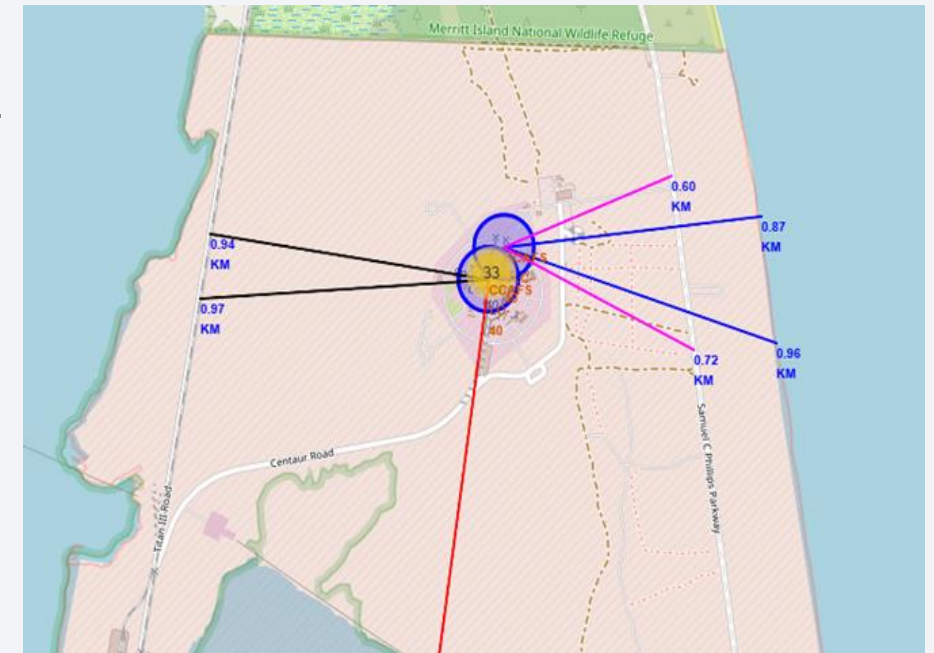 Merritt Island National Wildlife Refuge
0.60
KM
0.87
KM
0.94
KM
33
CCAFS
0.97
KM
40
0.96
KM
0.72
KM
Samuel C Phillips Parkway
Centaur Road
Titan III Road